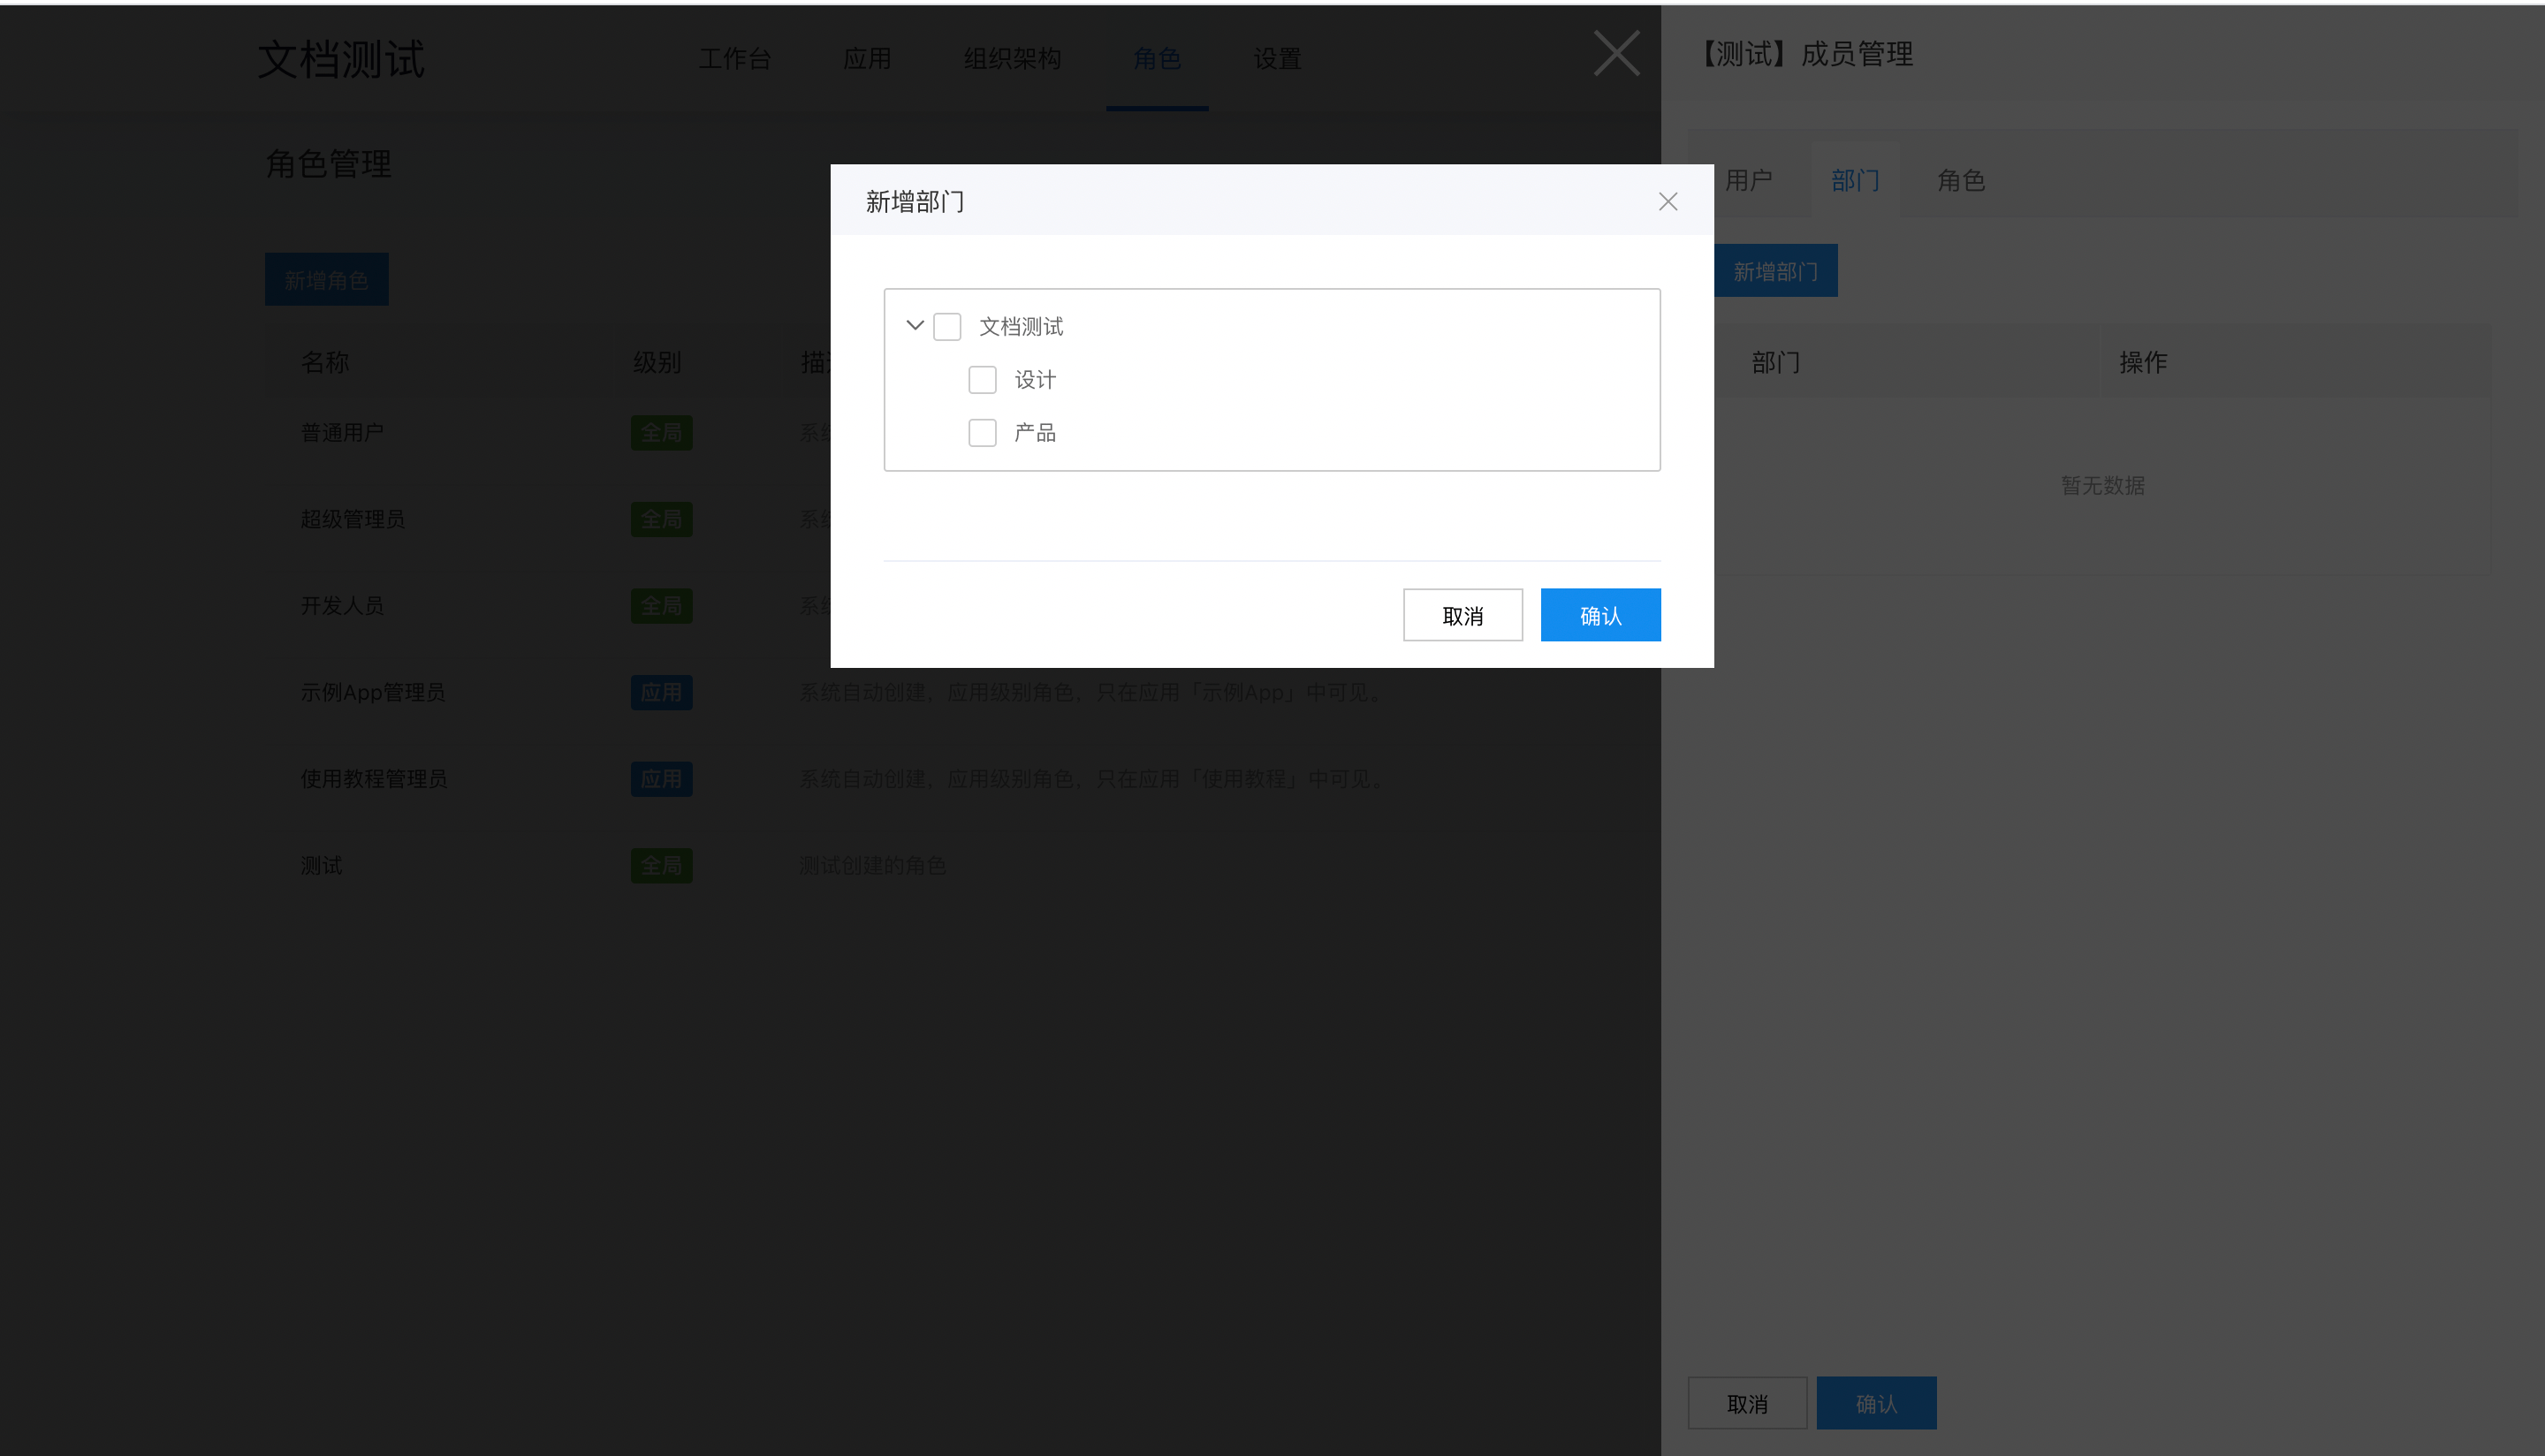 文档测试 工作台 应用 组织架构 角色 设置
角色管理
新增角色
名称 级别
普通用户 全局
超级管理员 全局
开发人员 全局
示例App管理员 应用 系统自动创建，应用级别角色，只在应用「示例App」中可见。
使用教程管理员 应用 系统自动创建，应用级别角色，只在应用「使用教程」中可见。
测试 全局 测试创建的角色
新增部门
文档测试
设计
产品
取消 确认
【测试】成员管理
用户 部门 角色
新增部门
部门 操作
暂无数据
取消 确认